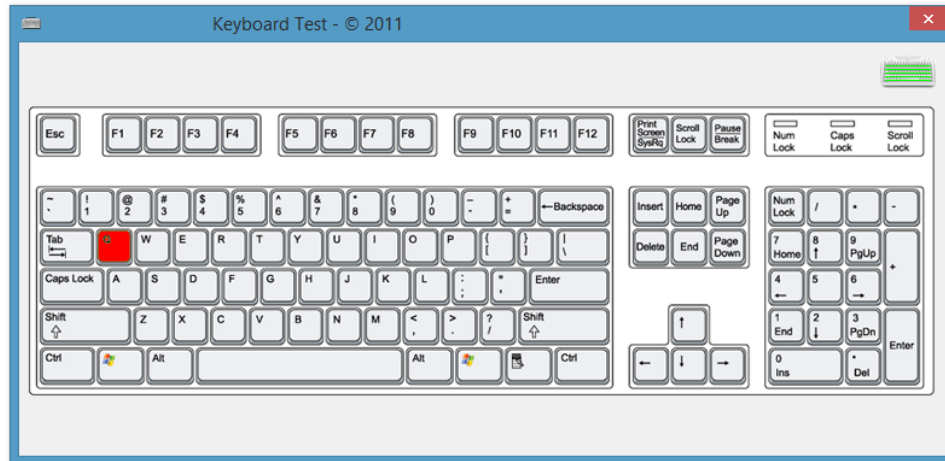 Keyboard Test - © 2011
Esc F1 F2 F3 F4 F5 F6 F7 F8 F9 F10 F11 F12 Print Screen SysRq Scroll Lock Pause Break Num Lock Caps Lock Scroll Lock
~ ` ! 1 @ 2 # 3 $ 4 % 5 ^ 6 & 7 * 8 ( 9 ) 0 - - + = ←Backspace Insert Home Page Up Num Lock / * -
Tab Q W E R T Y U I O P { [ } ] | \ Delete End Page Down 7 Home 8 ↑ 9 PgUp +
Caps Lock A S D F G H J K L : ; " ' Enter 4 ← 5 6 →
Shift Z X C V B N M < , > . ? / Shift ↑ 1 End 2 ↓ 3 PgDn Enter
Ctrl Alt Alt Ctrl ← ↓ → 0 Ins . Del